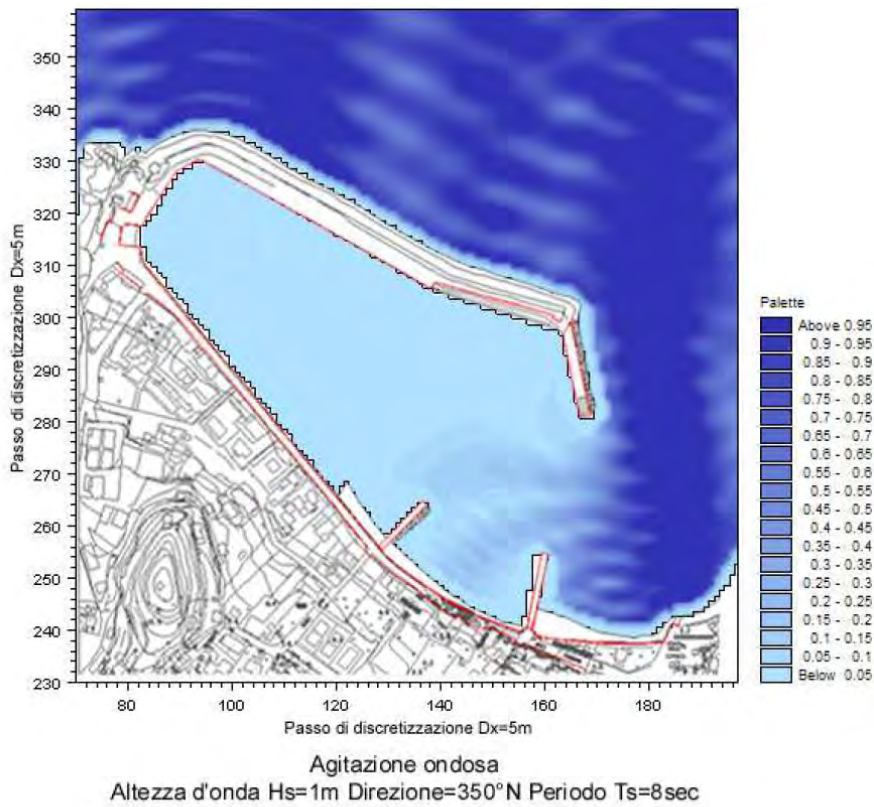 350
340
330
320
310
300
290
280
270
260
250
240
230
Passo di discretizzazione Dx=5m
80 100 120 140 160 180
Passo di discretizzazione Dx=5m
Palette
Above 0.95
0.9 - 0.95
0.85 - 0.9
0.8 - 0.85
0.75 - 0.8
0.7 - 0.75
0.65 - 0.7
0.6 - 0.65
0.55 - 0.6
0.5 - 0.55
0.45 - 0.5
0.4 - 0.45
0.35 - 0.4
0.3 - 0.35
0.25 - 0.3
0.2 - 0.25
0.15 - 0.2
0.1 - 0.15
0.05 - 0.1
Below 0.05
Agitazione ondosa
Altezza d'onda Hs=1m Direzione=350°N Periodo Ts=8sec